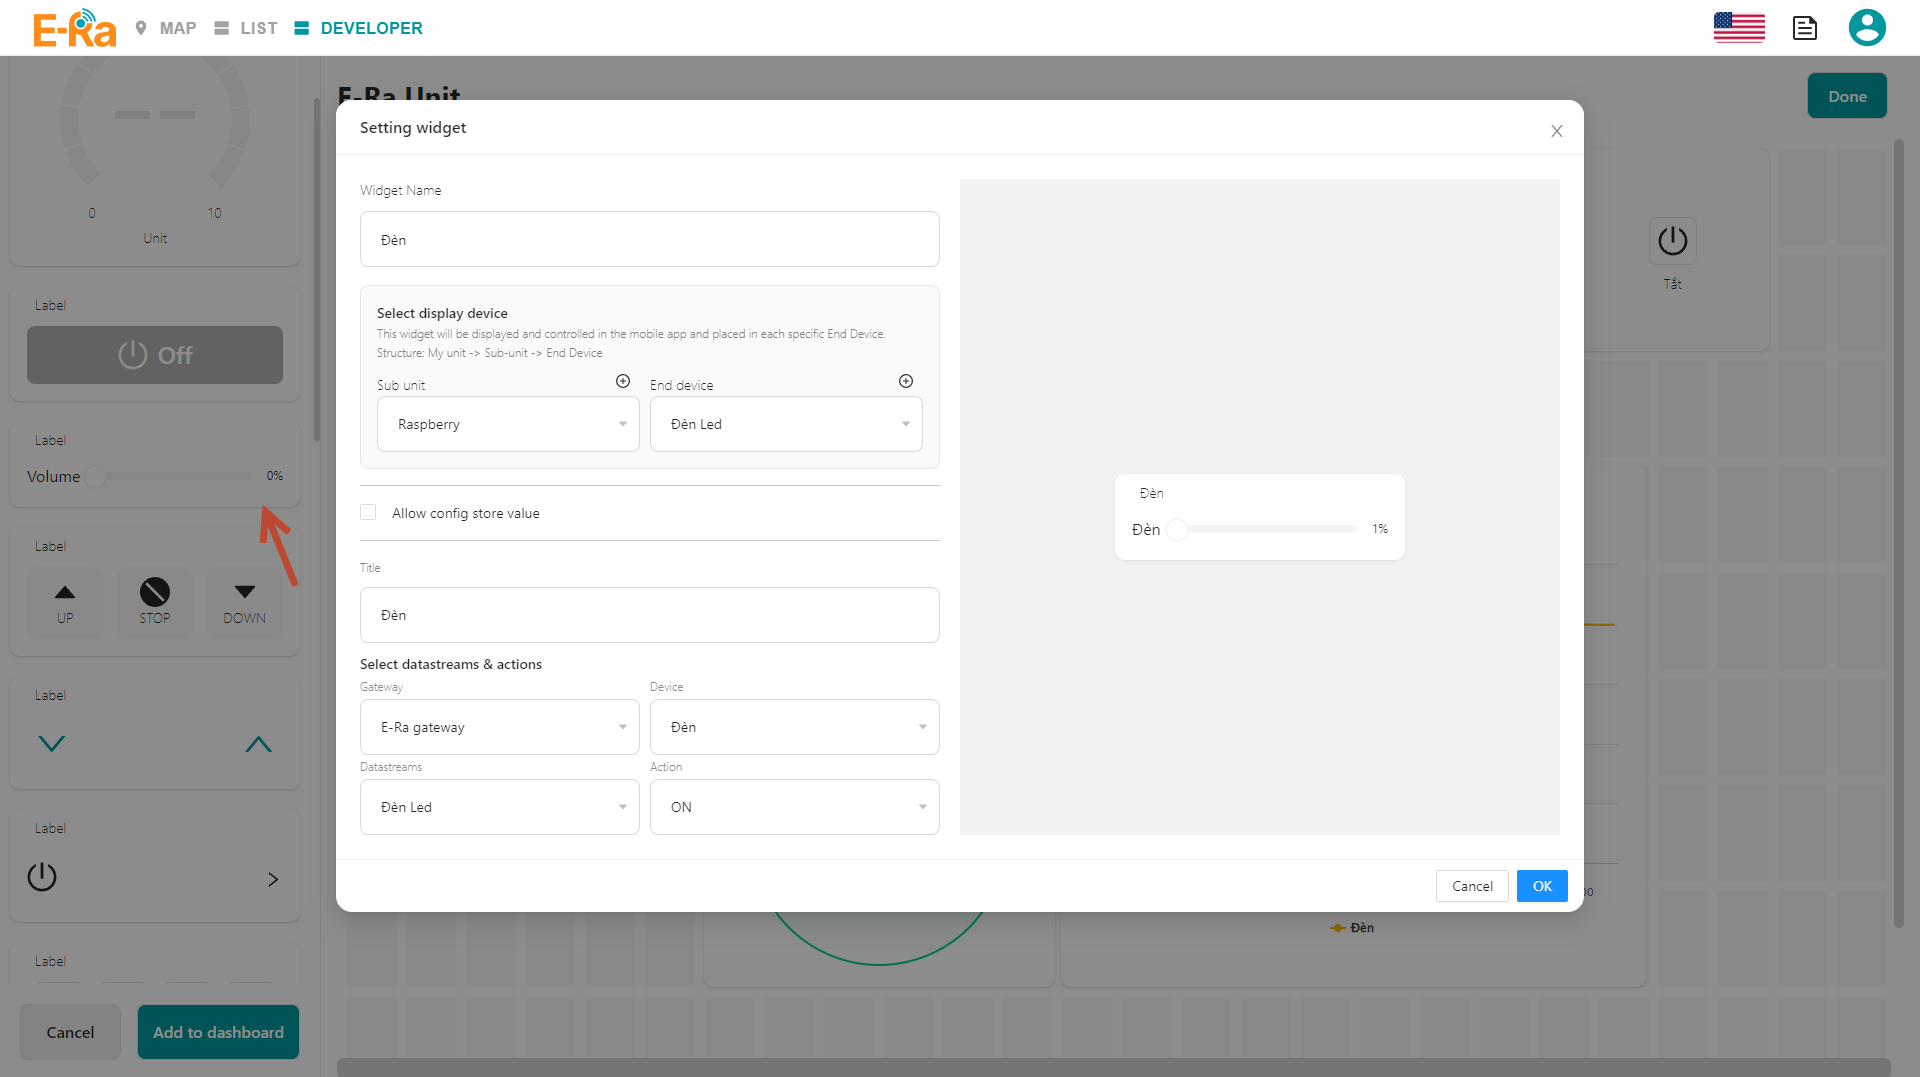 E-Ra MAP LIST DEVELOPER
E-Ra Unit
Done
0 10
Unit
Label
Off
Label
Volume 0%
Label
UP STOP DOWN
Label
Label
Label
Cancel Add to dashboard
Setting widget
Widget Name
Đèn
Select display device
This widget will be displayed and controlled in the mobile app and placed in each specific End Device.
Structure: My unit -> Sub-unit -> End Device
Sub unit End device
Raspberry Đèn Led
Allow config store value
Title
Đèn
Select datastreams & actions
Gateway Device
E-Ra gateway Đèn
Datastreams Action
Đèn Led ON
Đèn
Đèn 1%
Cancel OK
Tắt
Đèn